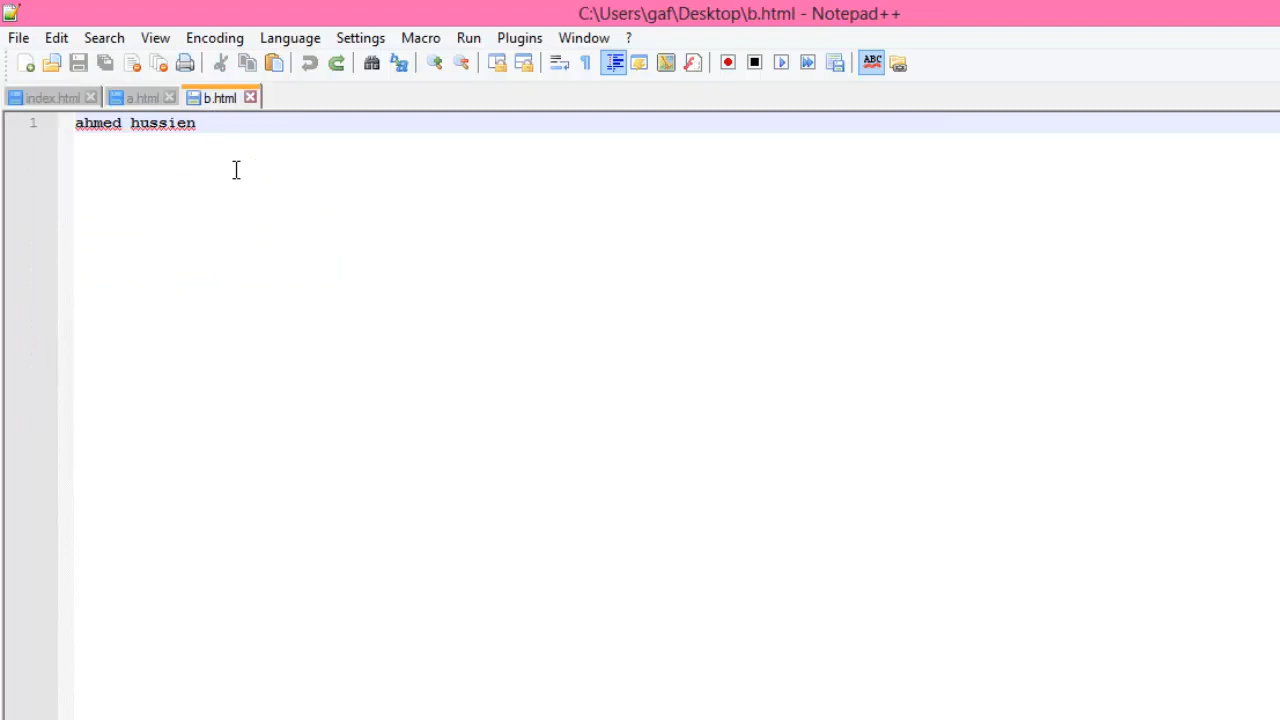 C:\Users\gaf\Desktop\b.html - Notepad++
File Edit Search View Encoding Language Settings Macro Run Plugins Window ?
ABC
index.html a.html b.html
1 ahmed hussien